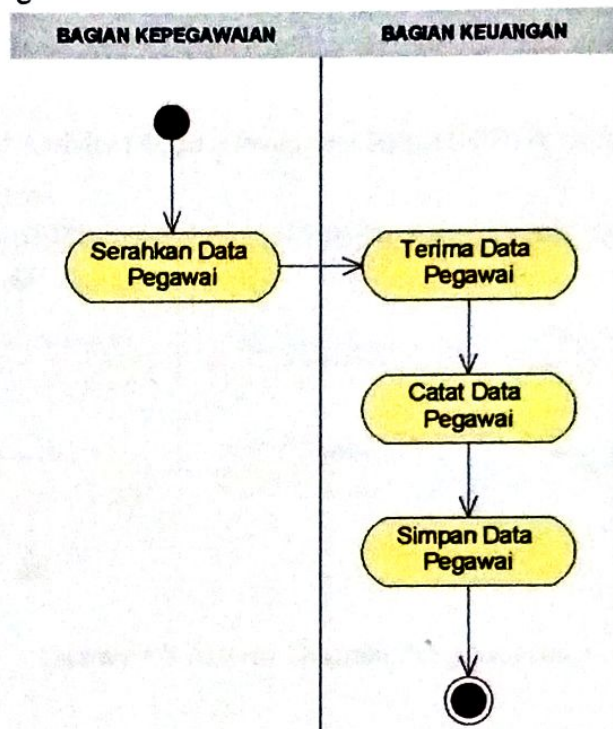 BAGIAN KEPEGAWAIAN
BAGIAN KEUANGAN
Serahkan Data
Pegawai
Terima Data
Pegawai
Catat Data
Pegawai
Simpan Data
Pegawai